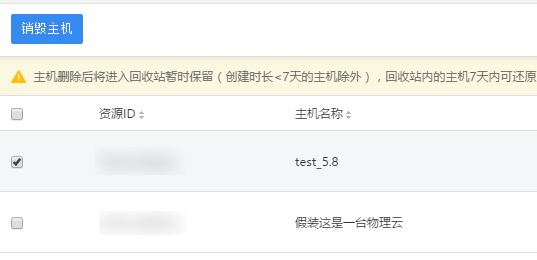 销毁主机
主机删除后将进入回收站暂时保留（创建时长<7天的主机除外），回收站内的主机7天内可还原
资源ID 主机名称
test_5.8
假装这是一台物理云